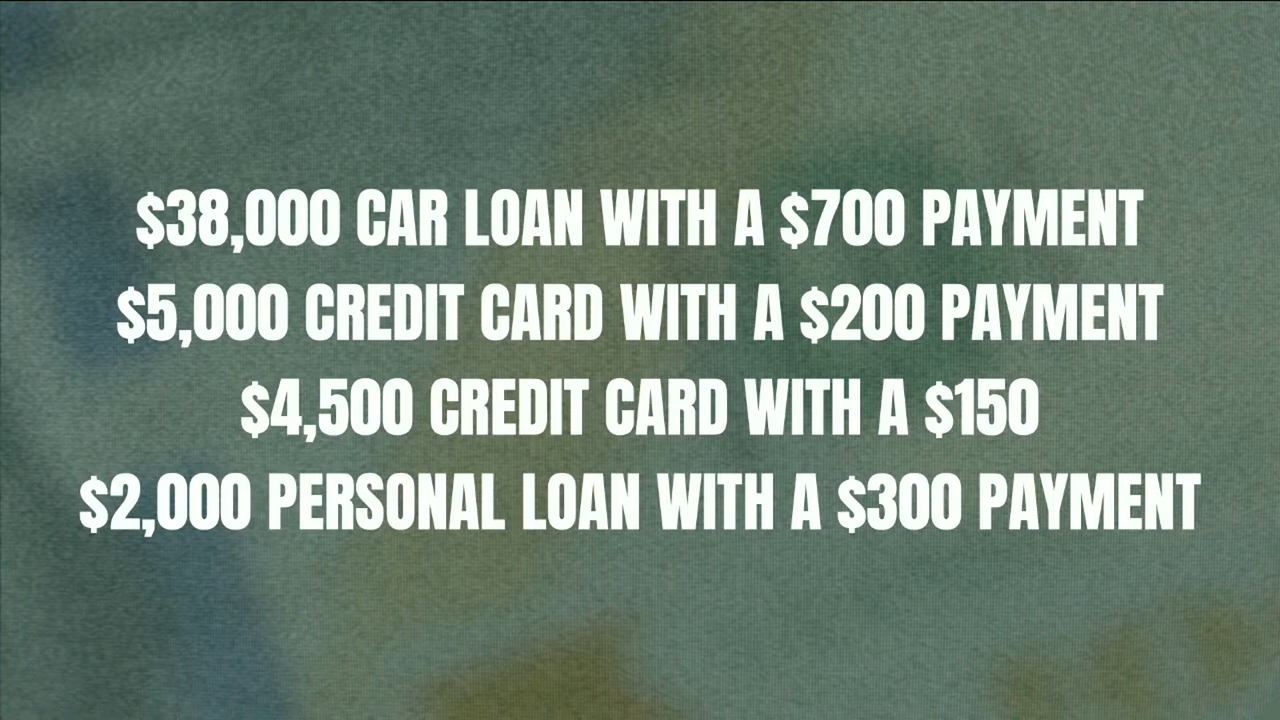 $38,000 CAR LOAN WITH A $700 PAYMENT
$5,000 CREDIT CARD WITH A $200 PAYMENT
$4,500 CREDIT CARD WITH A $150
$2,000 PERSONAL LOAN WITH A $300 PAYMENT